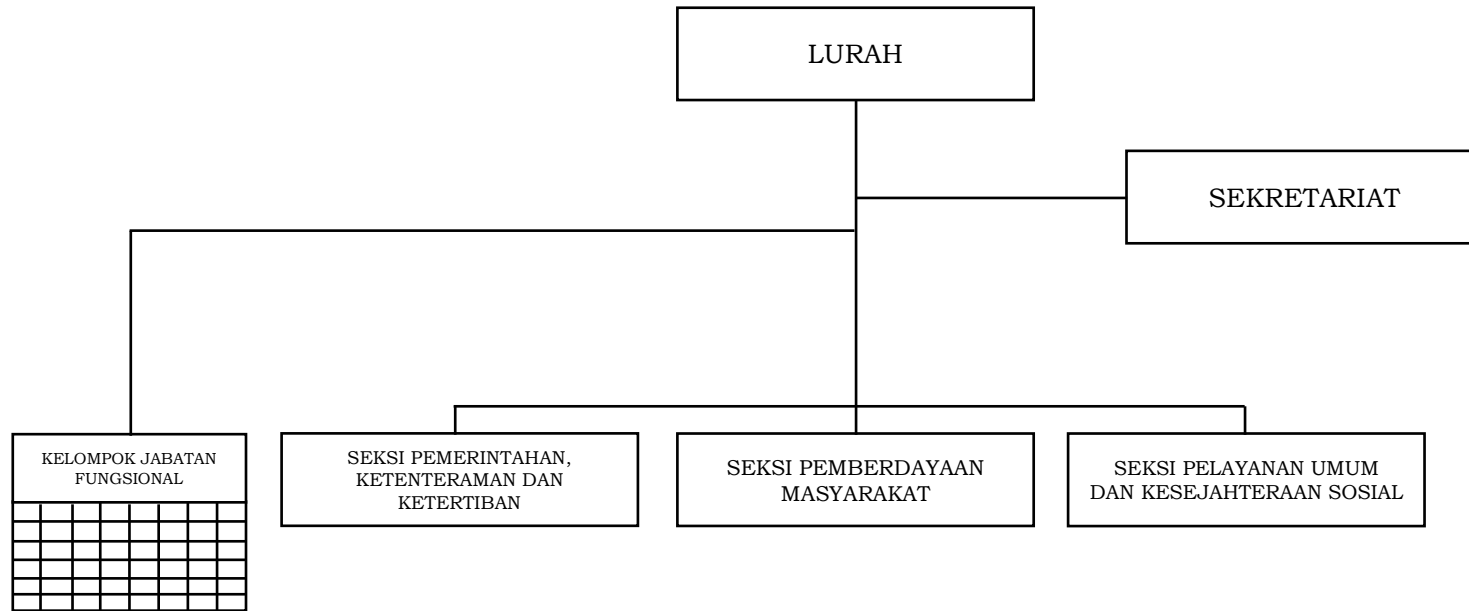 LURAH
SEKRETARIAT
KELOMPOK JABATAN
FUNGSIONAL
SEKSI PEMERINTAHAN,
KETENTERAMAN DAN
KETERTIBAN
SEKSI PEMBERDAYAAN
MASYARAKAT
SEKSI PELAYANAN UMUM
DAN KESEJAHTERAAN SOSIAL